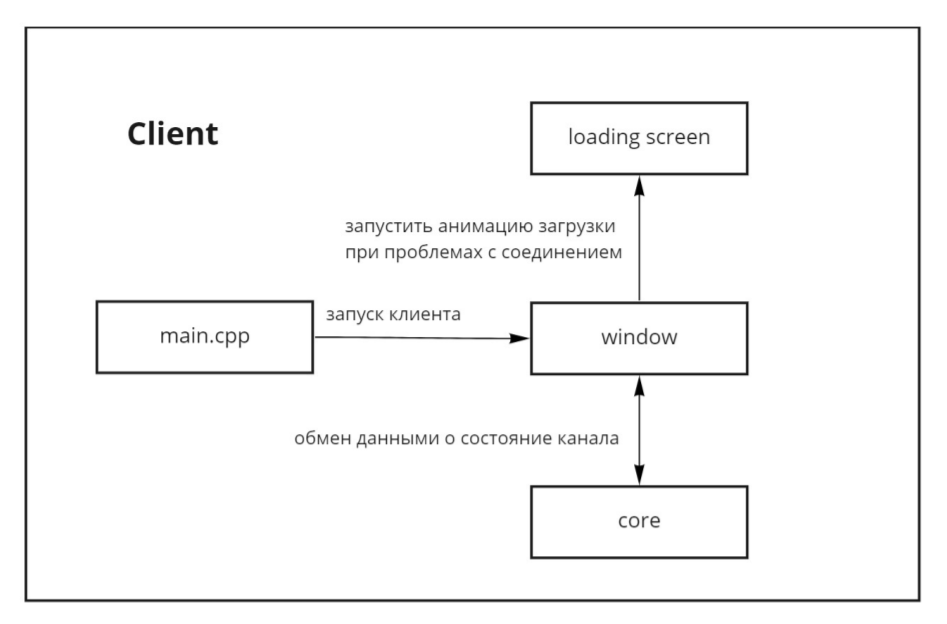 Client
loading screen
запустить анимацию загрузки
при проблемах с соединением
main.cpp
запуск клиента
window
обмен данными о состояние канала
core